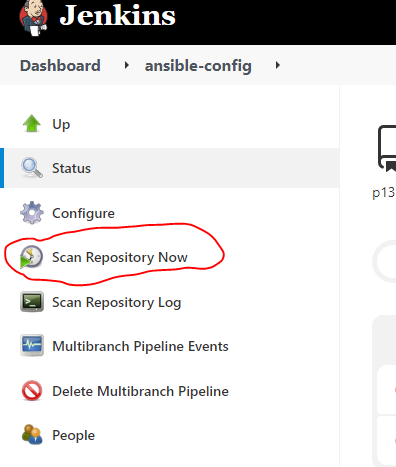 Jenkins
Dashboard ansible-config
Up
Status
Configure
Scan Repository Now
Scan Repository Log
Multibranch Pipeline Events
Delete Multibranch Pipeline
People
p13